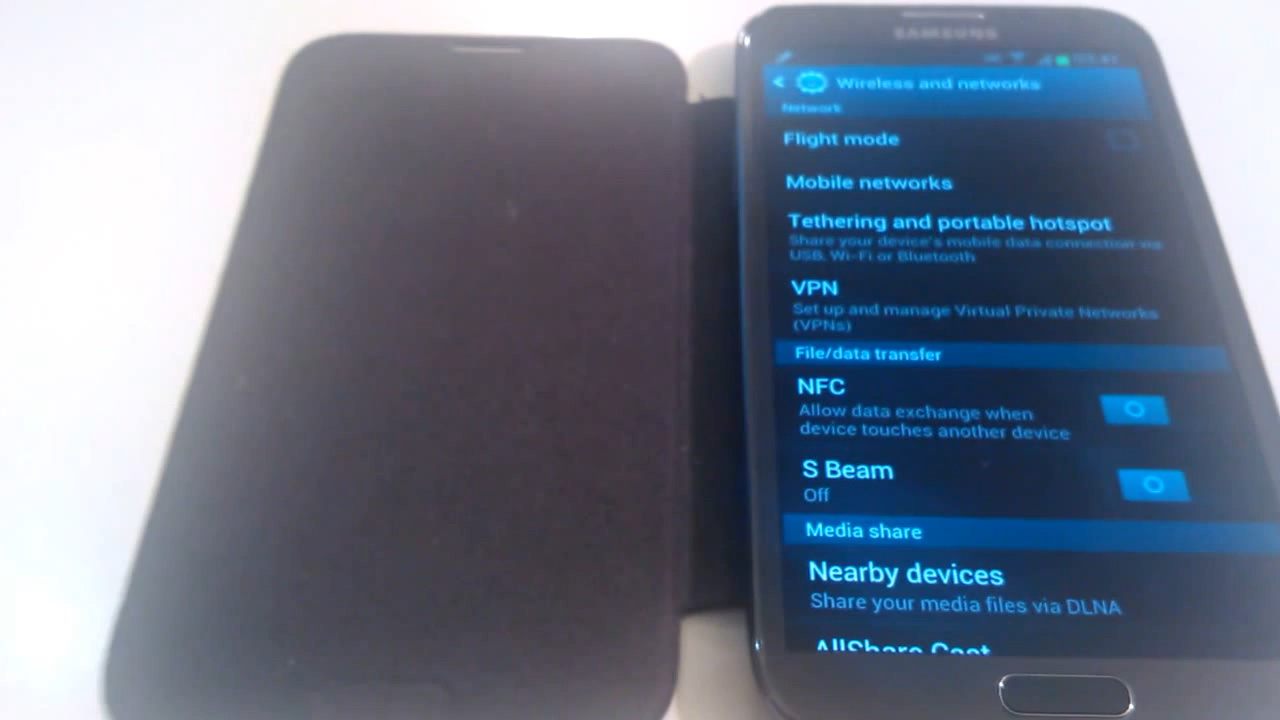 SAMSUNG
Wireless and networks
Network
Flight mode
Mobile networks
Tethering and portable hotspot
Share your device's mobile data connection via
USB, Wi-Fi or Bluetooth
VPN
Set up and manage Virtual Private Networks
(VPNs)
File/data transfer
NFC
Allow data exchange when
device touches another device
S Beam
Off
Media share
Nearby devices
Share your media files via DLNA
AllShare Cast